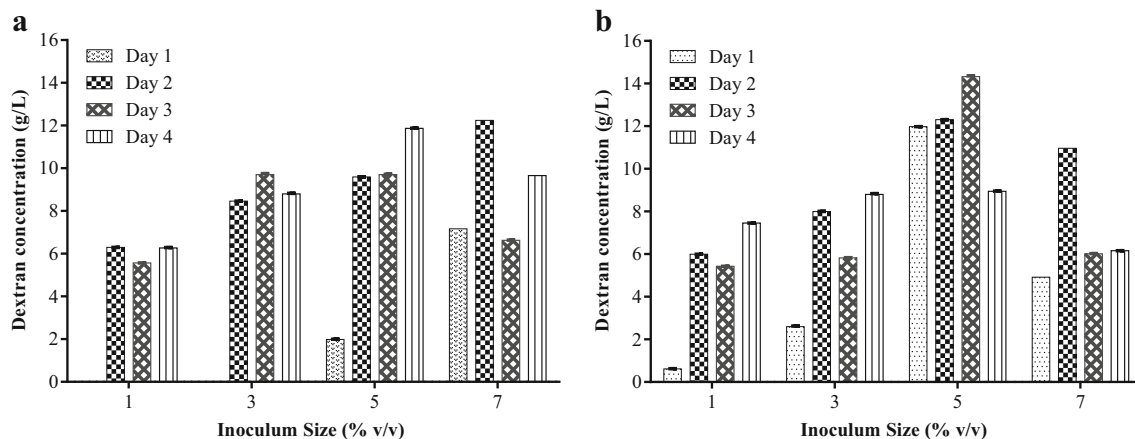 a
Dextran concentration (g/L)
16
14
12
10
8
6
4
2
0
Day 1
Day 2
Day 3
Day 4
1
3
5
7
Inoculum Size (% v/v)
b
Dextran concentration (g/L)
16
14
12
10
8
6
4
2
0
Day 1
Day 2
Day 3
Day 4
1
3
5
7
Inoculum Size (% v/v)